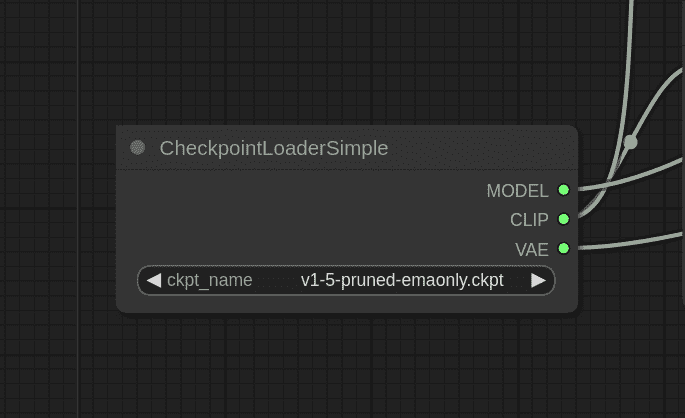 CheckpointLoaderSimple
MODEL
CLIP
VAE
ckpt_name v1-5-pruned-emaonly.ckpt